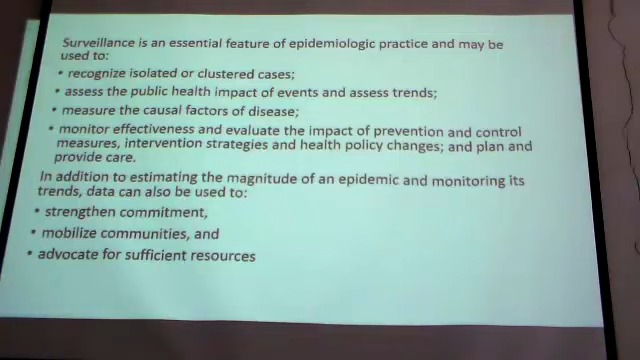 Surveillance is an essential feature of epidemiologic practice and may be
used to:
• recognize isolated or clustered cases;
• assess the public health impact of events and assess trends;
• measure the causal factors of disease;
• monitor effectiveness and evaluate the impact of prevention and control
measures, intervention strategies and health policy changes; and plan and
provide care.
In addition to estimating the magnitude of an epidemic and monitoring its
trends, data can also be used to:
• strengthen commitment,
• mobilize communities, and
• advocate for sufficient resources